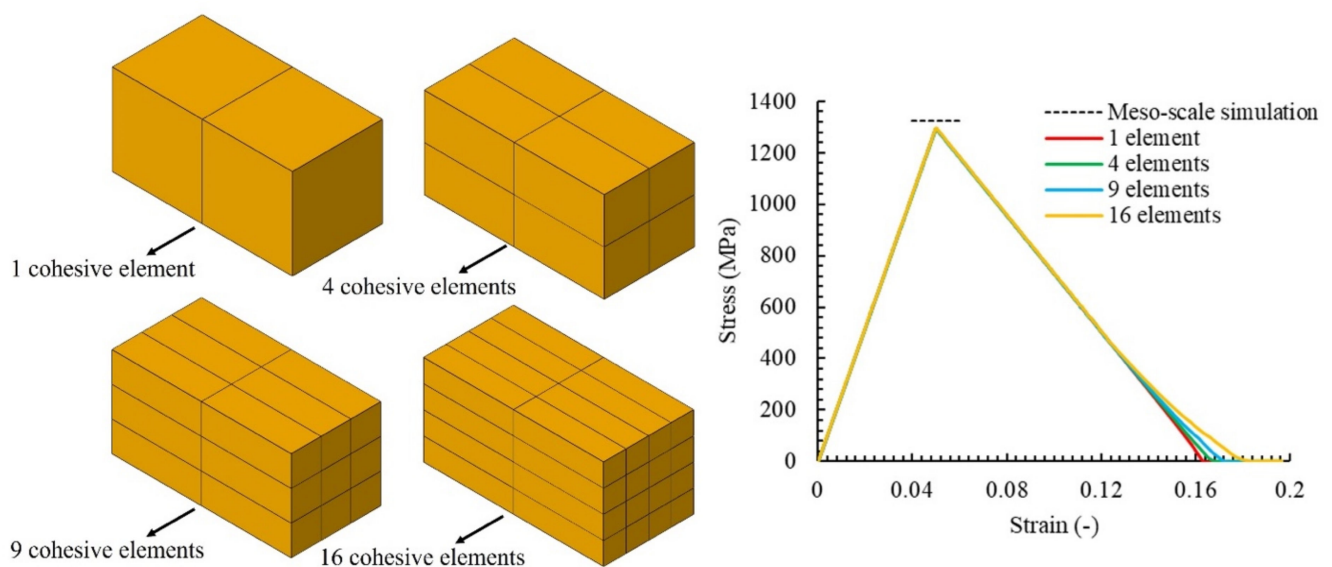 1 cohesive element
4 cohesive elements
9 cohesive elements
16 cohesive elements
Stress (MPa)
1400
1200
1000
800
600
400
200
0
Meso-scale simulation
1 element
4 elements
9 elements
16 elements
0 0.04 0.08 0.12 0.16 0.2
Strain (-)